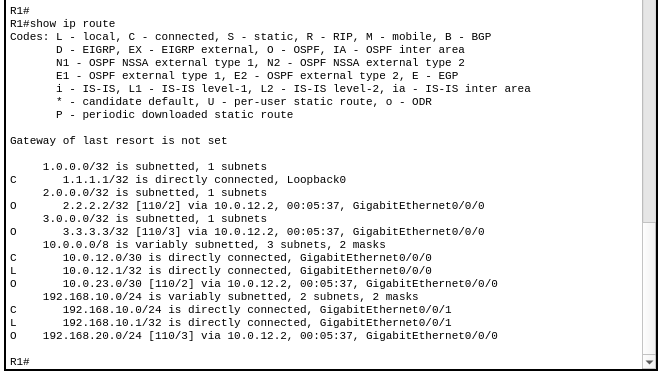 R1#
R1#show ip route
Codes: L - local, C - connected, S - static, R - RIP, M - mobile, B - BGP
       D - EIGRP, EX - EIGRP external, O - OSPF, IA - OSPF inter area
       N1 - OSPF NSSA external type 1, N2 - OSPF NSSA external type 2
       E1 - OSPF external type 1, E2 - OSPF external type 2, E - EGP
       i - IS-IS, L1 - IS-IS level-1, L2 - IS-IS level-2, ia - IS-IS inter area
       * - candidate default, U - per-user static route, o - ODR
       P - periodic downloaded static route

Gateway of last resort is not set

     1.0.0.0/32 is subnetted, 1 subnets
C       1.1.1.1/32 is directly connected, Loopback0
     2.0.0.0/32 is subnetted, 1 subnets
O       2.2.2.2/32 [110/2] via 10.0.12.2, 00:05:37, GigabitEthernet0/0/0
     3.0.0.0/32 is subnetted, 1 subnets
O       3.3.3.3/32 [110/3] via 10.0.12.2, 00:05:37, GigabitEthernet0/0/0
     10.0.0.0/8 is variably subnetted, 3 subnets, 2 masks
C       10.0.12.0/30 is directly connected, GigabitEthernet0/0/0
L       10.0.12.1/32 is directly connected, GigabitEthernet0/0/0
O       10.0.23.0/30 [110/2] via 10.0.12.2, 00:05:37, GigabitEthernet0/0/0
     192.168.10.0/24 is variably subnetted, 2 subnets, 2 masks
C       192.168.10.0/24 is directly connected, GigabitEthernet0/0/1
L       192.168.10.1/32 is directly connected, GigabitEthernet0/0/1
O    192.168.20.0/24 [110/3] via 10.0.12.2, 00:05:37, GigabitEthernet0/0/0

R1#